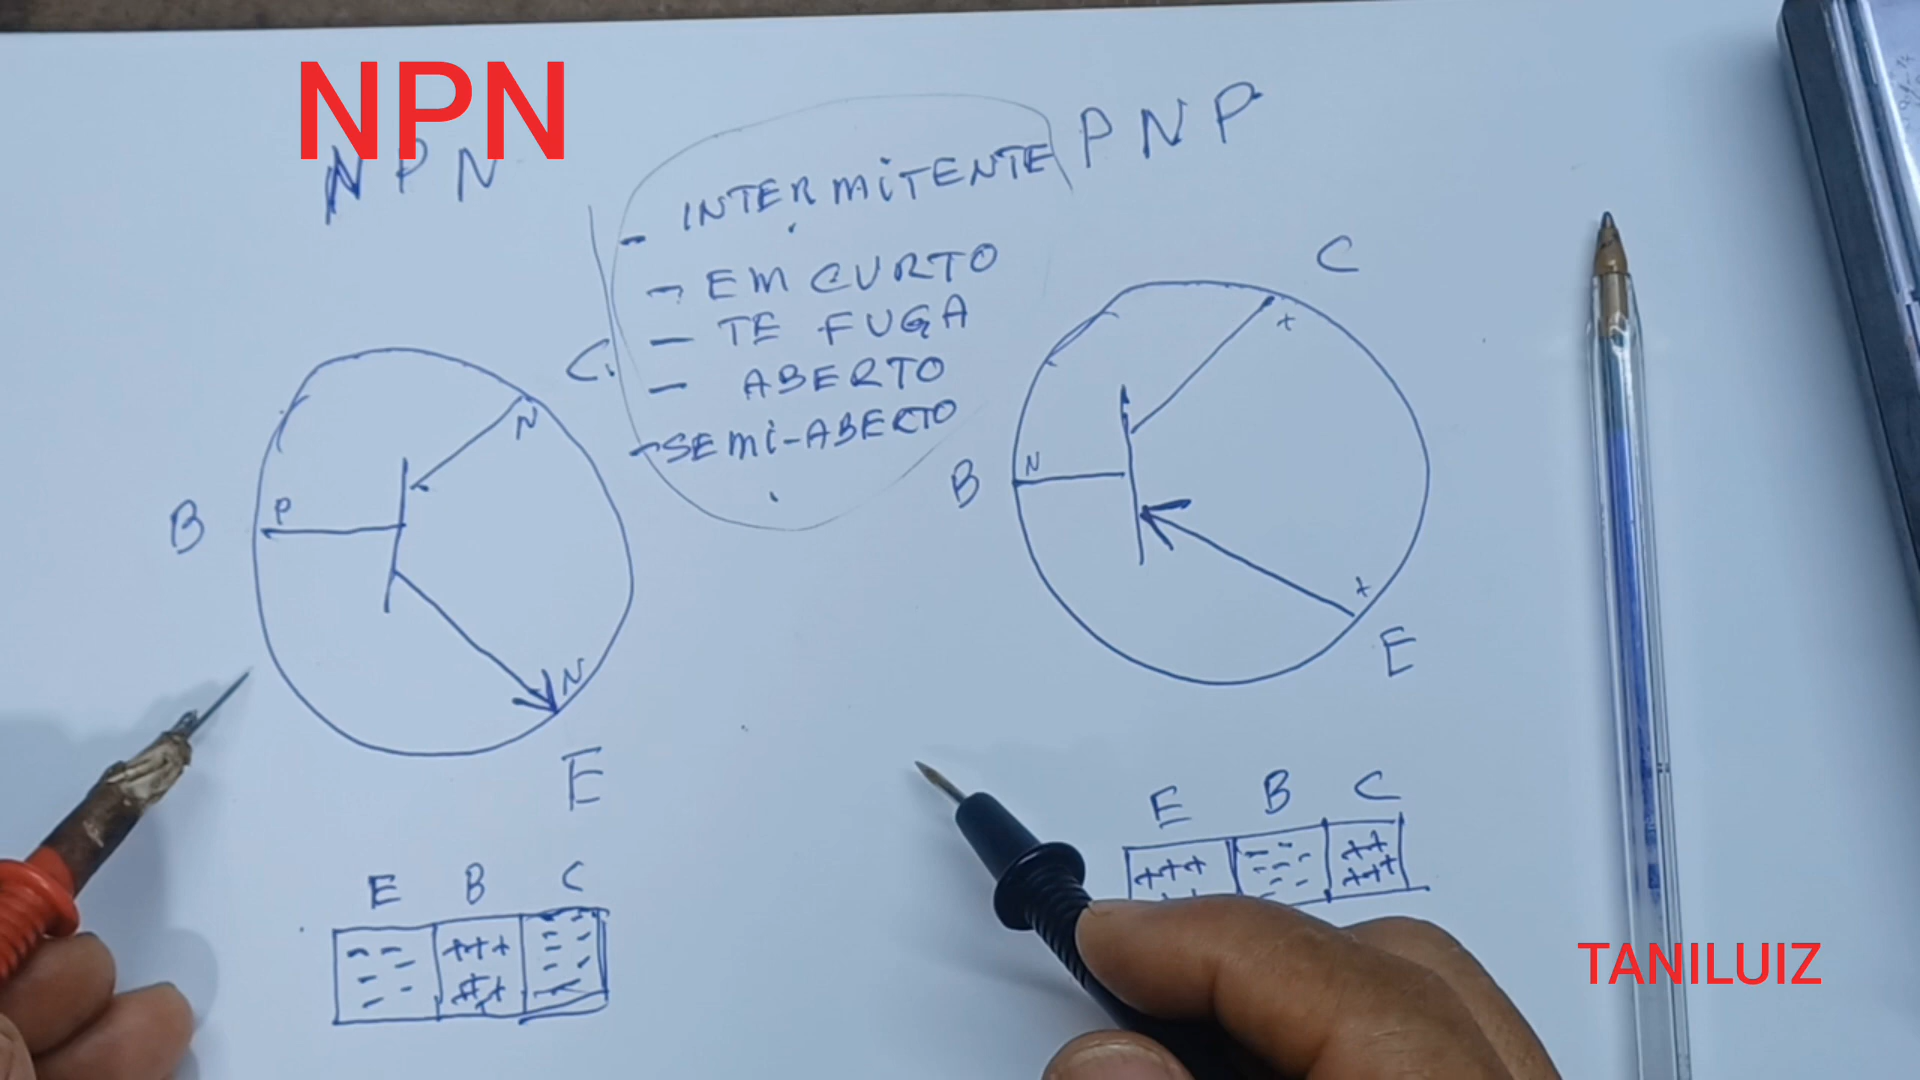 NPN
NPN
PNP
- INTERMITENTE
- EM CURTO
- TE FUGA
- ABERTO
- SEMI-ABERTO
C
B
P
N
N
E
C
+
B
N
+
E
E B C
--- +++ ---
E B C
+++ --- +++
TANILUIZ